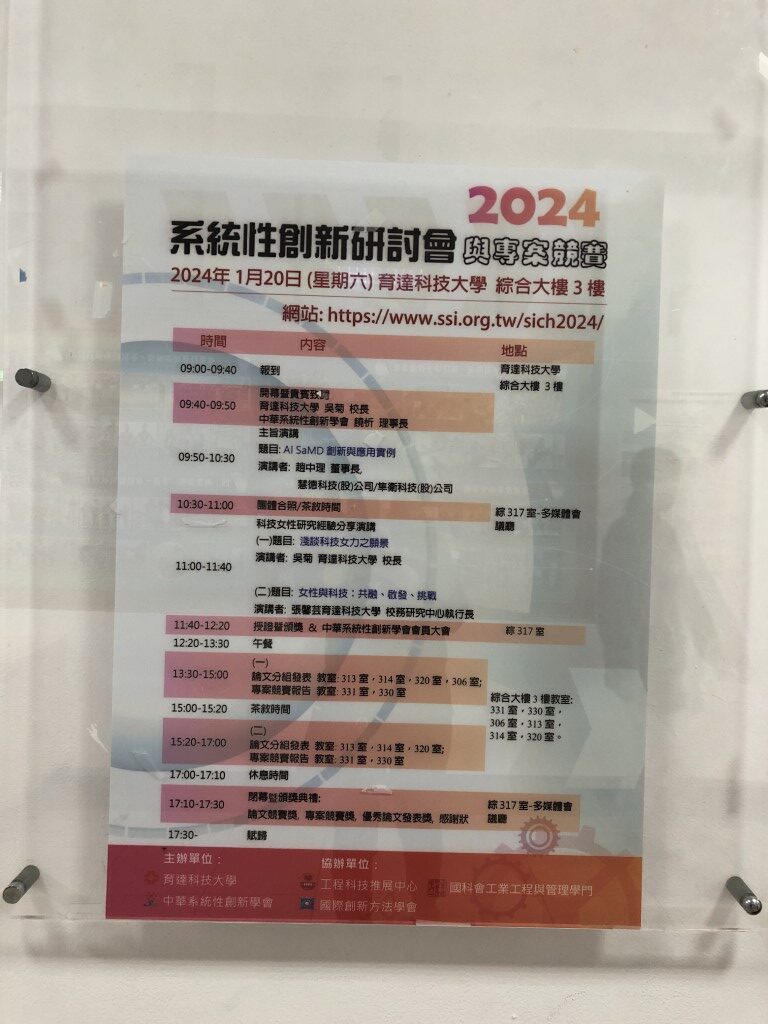 2024
系統性創新研討會 與專案競賽
2024年 1月20日 (星期六) 育達科技大學 綜合大樓 3 樓
網站: https://www.ssi.org.tw/sich2024/
時間 內容 地點
09:00-09:40 報到 育達科技大學
綜合大樓 3 樓
開幕暨貴賓致詞
09:40-09:50 育達科技大學 吳菊 校長
中華系統性創新學會 饒忻 理事長
主旨演講
題目: AI SaMD 創新與應用實例
09:50-10:30
演講者: 趙中理 董事長,
慧德科技(股)公司/隼衛科技(股)公司
10:30-11:00 團體合照/茶敘時間 綜 317 室-多媒體會
議廳
科技女性研究經驗分享演講
(一)題目: 淺談科技女力之願景
演講者: 吳菊 育達科技大學 校長
11:00-11:40
(二)題目: 女性與科技：共融、啟發、挑戰
演講者: 張馨芸育達科技大學 校務研究中心執行長
11:40-12:20 授證暨頒獎 & 中華系統性創新學會會員大會 綜 317 室
12:20-13:30 午餐
(一)
13:30-15:00 論文分組發表 教室: 313 室，314 室，320 室，306 室;
專案競賽報告 教室: 331 室，330 室
綜合大樓 3 樓教室:
331 室，330 室，
306 室，313 室，
314 室，320 室。
15:00-15:20 茶敘時間
(二)
15:20-17:00 論文分組發表 教室: 313 室，314 室，320 室;
專案競賽報告 教室: 331 室，330 室
17:00-17:10 休息時間
17:10-17:30 閉幕暨頒獎典禮: 綜 317 室-多媒體會
論文競賽獎, 專案競賽獎, 優秀論文發表獎, 感謝狀 議廳
17:30- 賦歸
主辦單位： 協辦單位：
育達科技大學 工程科技推展中心 國科會工業工程與管理學門
中華系統性創新學會 國際創新方法學會